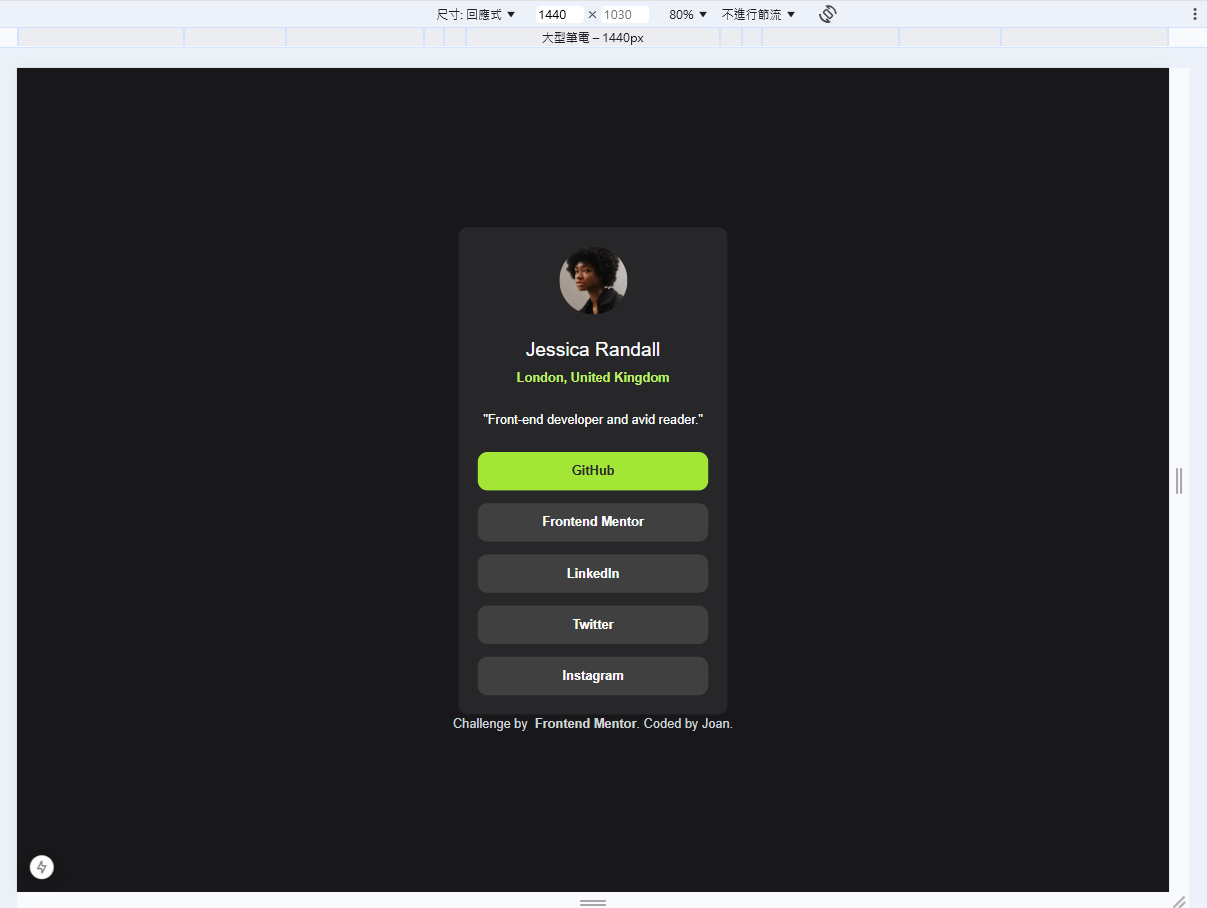 尺寸: 回應式 ▼ 1440 × 1030 80% ▼ 不進行節流 ▼
大型筆電 – 1440px
Jessica Randall
London, United Kingdom
"Front-end developer and avid reader."
GitHub
Frontend Mentor
LinkedIn
Twitter
Instagram
Challenge by Frontend Mentor. Coded by Joan.